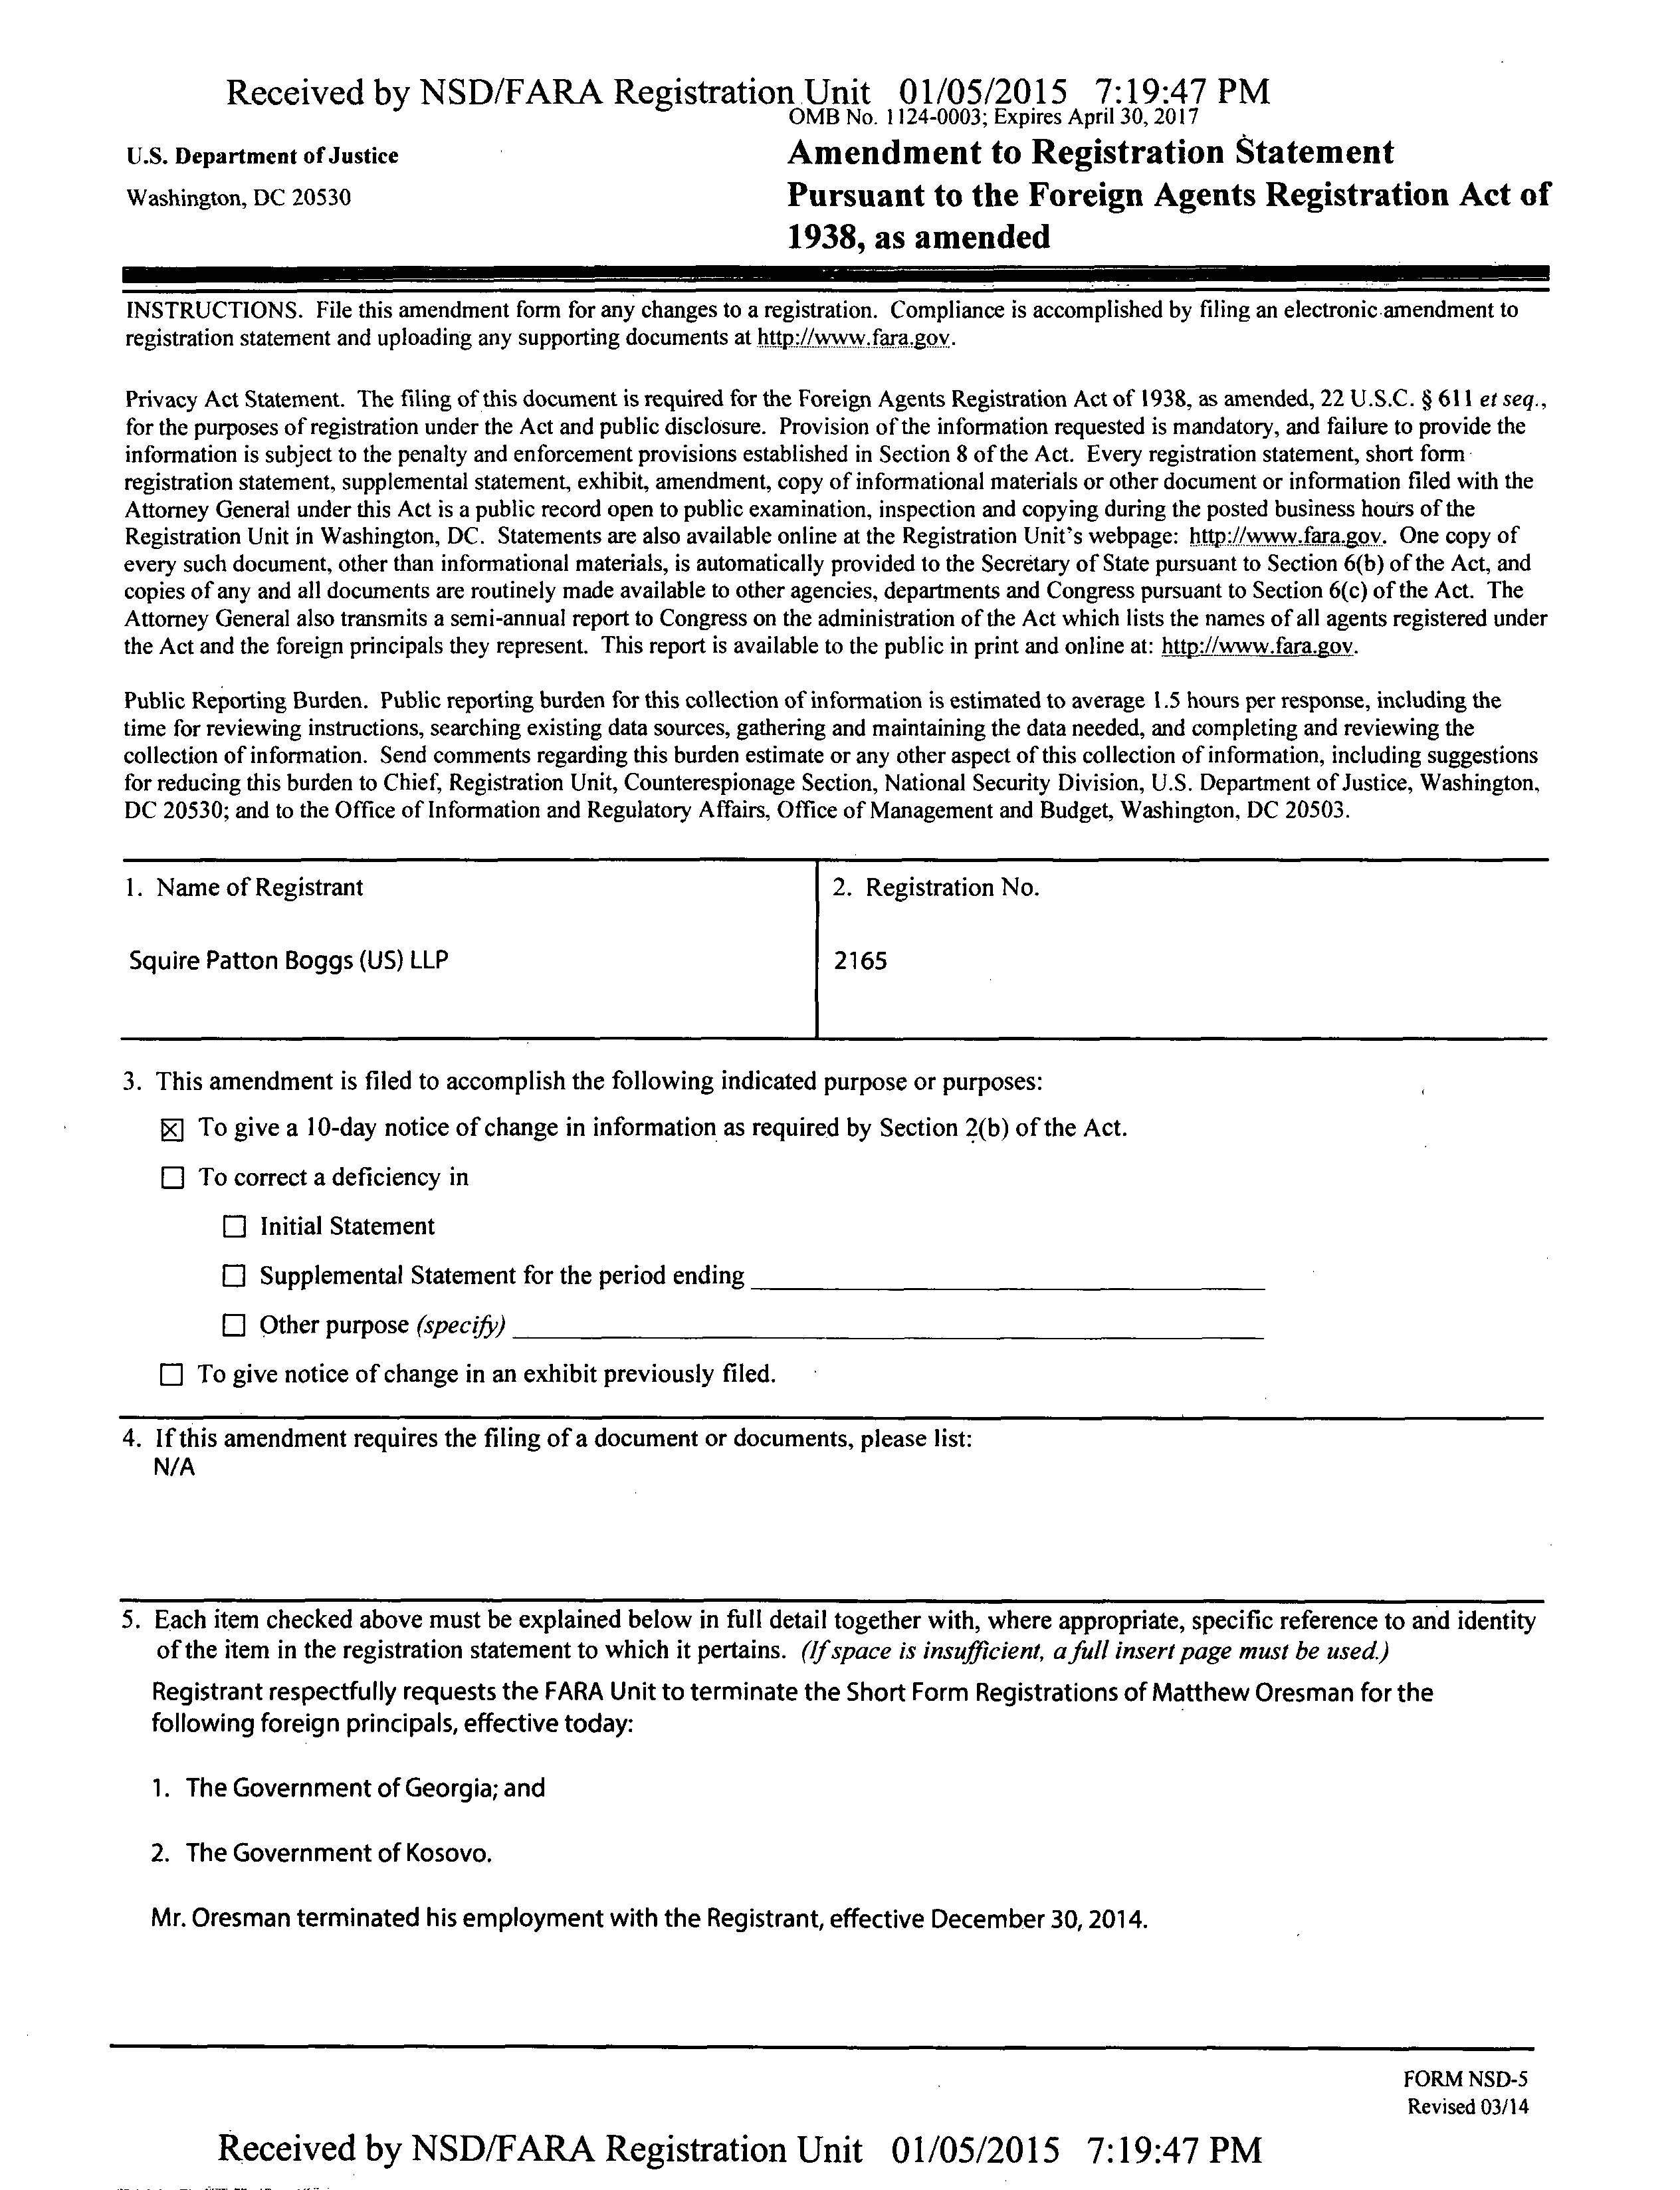 Received by NSD/FARA Registration Unit 01/05/2015 7:19:47 PM
OMB No. 1124-0003; Expires April 30, 2017
U.S. Department of Justice
Washington, DC 20530
Amendment to Registration Statement
Pursuant to the Foreign Agents Registration Act of
1938, as amended
INSTRUCTIONS. File this amendment form for any changes to a registration. Compliance is accomplished by filing an electronic amendment to
registration statement and uploading any supporting documents at http://www.fara.gov.
Privacy Act Statement. The filing of this document is required for the Foreign Agents Registration Act of 1938, as amended, 22 U.S.C. § 611 et seq.,
for the purposes of registration under the Act and public disclosure. Provision of the information requested is mandatory, and failure to provide the
information is subject to the penalty and enforcement provisions established in Section 8 of the Act. Every registration statement, short form
registration statement, supplemental statement, exhibit, amendment, copy of informational materials or other document or information filed with the
Attorney General under this Act is a public record open to public examination, inspection and copying during the posted business hours of the
Registration Unit in Washington, DC. Statements are also available online at the Registration Unit's webpage: http://www.fara.gov. One copy of
every such document, other than informational materials, is automatically provided to the Secretary of State pursuant to Section 6(b) of the Act, and
copies of any and all documents are routinely made available to other agencies, departments and Congress pursuant to Section 6(c) of the Act. The
Attorney General also transmits a semi-annual report to Congress on the administration of the Act which lists the names of all agents registered under
the Act and the foreign principals they represent. This report is available to the public in print and online at: http://www.fara.gov.
Public Reporting Burden. Public reporting burden for this collection of information is estimated to average 1.5 hours per response, including the
time for reviewing instructions, searching existing data sources, gathering and maintaining the data needed, and completing and reviewing the
collection of information. Send comments regarding this burden estimate or any other aspect of this collection of information, including suggestions
for reducing this burden to Chief, Registration Unit, Counterespionage Section, National Security Division, U.S. Department of Justice, Washington,
DC 20530; and to the Office of Information and Regulatory Affairs, Office of Management and Budget, Washington, DC 20503.
1. Name of Registrant
Squire Patton Boggs (US) LLP
2. Registration No.
2165
3. This amendment is filed to accomplish the following indicated purpose or purposes:
☒ To give a 10-day notice of change in information as required by Section 2(b) of the Act.
☐ To correct a deficiency in
☐ Initial Statement
☐ Supplemental Statement for the period ending
☐ Other purpose (specify)
☐ To give notice of change in an exhibit previously filed.
4. If this amendment requires the filing of a document or documents, please list:
N/A
5. Each item checked above must be explained below in full detail together with, where appropriate, specific reference to and identity
of the item in the registration statement to which it pertains. (If space is insufficient, a full insert page must be used.)
Registrant respectfully requests the FARA Unit to terminate the Short Form Registrations of Matthew Oresman for the
following foreign principals, effective today:
1. The Government of Georgia; and
2. The Government of Kosovo.
Mr. Oresman terminated his employment with the Registrant, effective December 30, 2014.
FORM NSD-5
Revised 03/14
Received by NSD/FARA Registration Unit 01/05/2015 7:19:47 PM